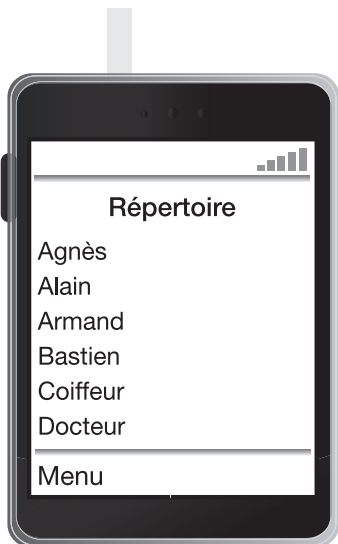 Répertoire
Agnès
Alain
Armand
Bastien
Coiffeur
Docteur
Menu